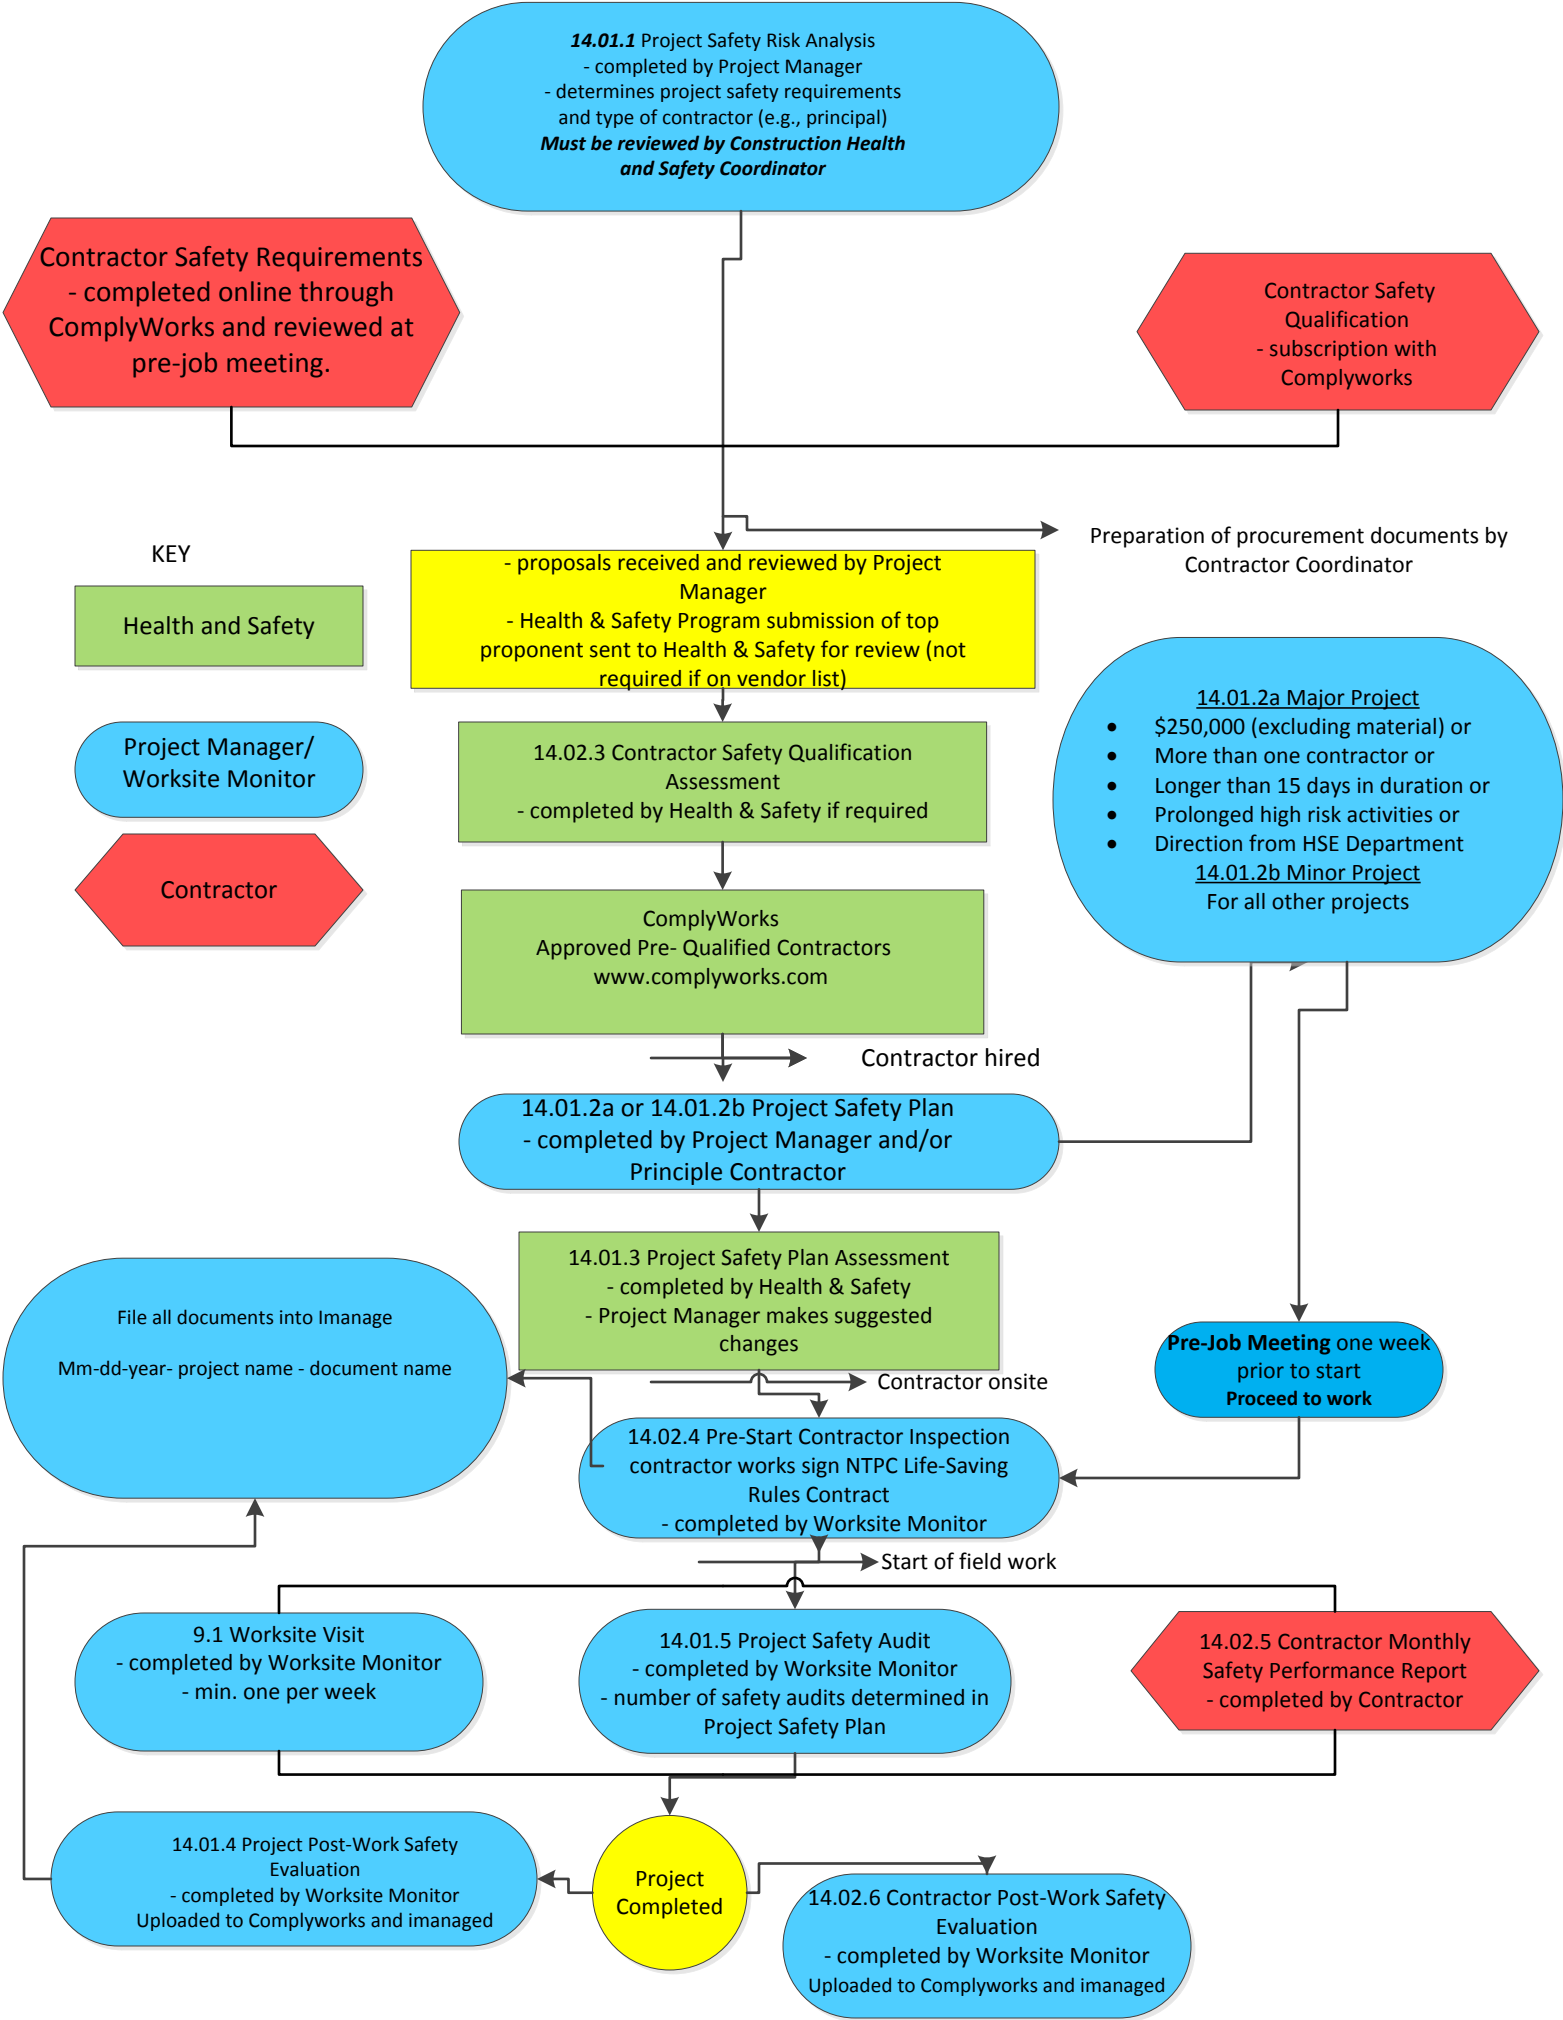 14.01.1 Project Safety Risk Analysis
- completed by Project Manager
- determines project safety requirements
and type of contractor (e.g., principal)
Must be reviewed by Construction Health
and Safety Coordinator
Contractor Safety Requirements
- completed online through
ComplyWorks and reviewed at
pre-job meeting.
Contractor Safety
Qualification
- subscription with
Complyworks
Preparation of procurement documents by
Contractor Coordinator
KEY
Health and Safety
Project Manager/
Worksite Monitor
Contractor
- proposals received and reviewed by Project
Manager
- Health & Safety Program submission of top
proponent sent to Health & Safety for review (not
required if on vendor list)
14.02.3 Contractor Safety Qualification
Assessment
- completed by Health & Safety if required
14.01.2a Major Project
• $250,000 (excluding material) or
• More than one contractor or
• Longer than 15 days in duration or
• Prolonged high risk activities or
• Direction from HSE Department
14.01.2b Minor Project
For all other projects
ComplyWorks
Approved Pre- Qualified Contractors
www.complyworks.com
Contractor hired
14.01.2a or 14.01.2b Project Safety Plan
- completed by Project Manager and/or
Principle Contractor
14.01.3 Project Safety Plan Assessment
- completed by Health & Safety
- Project Manager makes suggested
changes
File all documents into Imanage
Mm-dd-year- project name - document name
Contractor onsite
Pre-Job Meeting one week
prior to start
Proceed to work
14.02.4 Pre-Start Contractor Inspection
contractor works sign NTPC Life-Saving
Rules Contract
- completed by Worksite Monitor
Start of field work
9.1 Worksite Visit
- completed by Worksite Monitor
- min. one per week
14.01.5 Project Safety Audit
- completed by Worksite Monitor
- number of safety audits determined in
Project Safety Plan
14.02.5 Contractor Monthly
Safety Performance Report
- completed by Contractor
14.01.4 Project Post-Work Safety
Evaluation
- completed by Worksite Monitor
Uploaded to Complyworks and imanaged
Project
Completed
14.02.6 Contractor Post-Work Safety
Evaluation
- completed by Worksite Monitor
Uploaded to Complyworks and imanaged